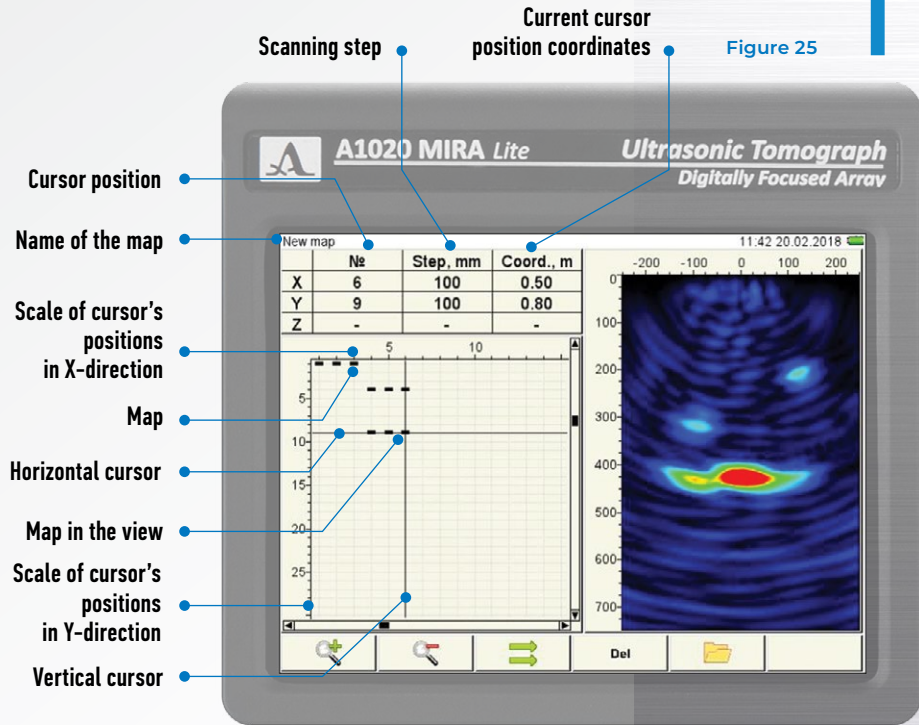 Current cursor
position coordinates
Scanning step
Figure 25
A1020 MIRA Lite
Ultrasonic Tomograph
Digitally Focused Array
Cursor position
Name of the map
Scale of cursor's
positions
in X-direction
Map
Horizontal cursor
Map in the view
Scale of cursor's
positions
in Y-direction
Vertical cursor
New map
11:42 20.02.2018
№ Step, mm Coord., m
X 6 100 0.50
Y 9 100 0.80
Z - - -
5 10
5
10
15
20
25
-200 -100 0 100 200
0
100
200
300
400
500
600
700
Del